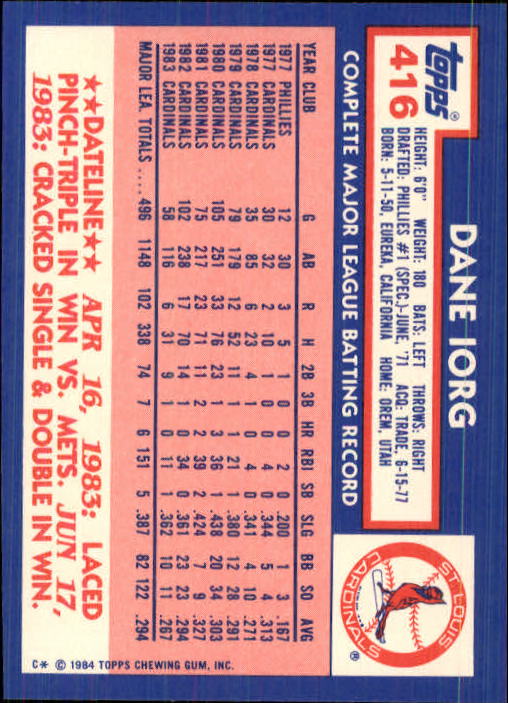 topps®
416
DANE IORG
HEIGHT: 6'0" WEIGHT: 180 BATS: LEFT THROWS: RIGHT
DRAFTED: PHILLIES #1 (SPEC.)-JUNE, '71 ACQ: TRADE, 6-15-77
BORN: 5-11-50, EUREKA, CALIFORNIA HOME: OREM, UTAH
COMPLETE MAJOR LEAGUE BATTING RECORD
ST. LOUIS
CARDINALS ®
YEAR CLUB G AB R H 2B 3B HR RBI SB SLG BB SO AVG
1977 PHILLIES 12 30 3 5 1 0 0 2 0 .200 1 3 .167
1977 CARDINALS 30 32 2 10 1 0 0 4 0 .344 5 4 .313
1978 CARDINALS 35 85 6 23 4 1 0 4 0 .341 4 10 .271
1979 CARDINALS 79 179 12 52 11 1 1 21 1 .380 12 28 .291
1980 CARDINALS 105 251 33 76 23 1 3 36 1 .438 20 34 .303
1981 CARDINALS 75 217 23 71 11 2 2 39 2 .424 7 9 .327
1982 CARDINALS 102 238 17 70 14 1 0 34 0 .361 23 23 .294
1983 CARDINALS 58 116 6 31 9 1 0 11 1 .362 10 11 .267
MAJOR LEA. TOTALS .... 496 1148 102 338 74 7 6 151 5 .387 82 122 .294
★★DATELINE★★ APR 16, 1983: LACED
PINCH-TRIPLE IN WIN VS. METS. JUN 17,
1983: CRACKED SINGLE & DOUBLE IN WIN.
C* © 1984 TOPPS CHEWING GUM, INC.